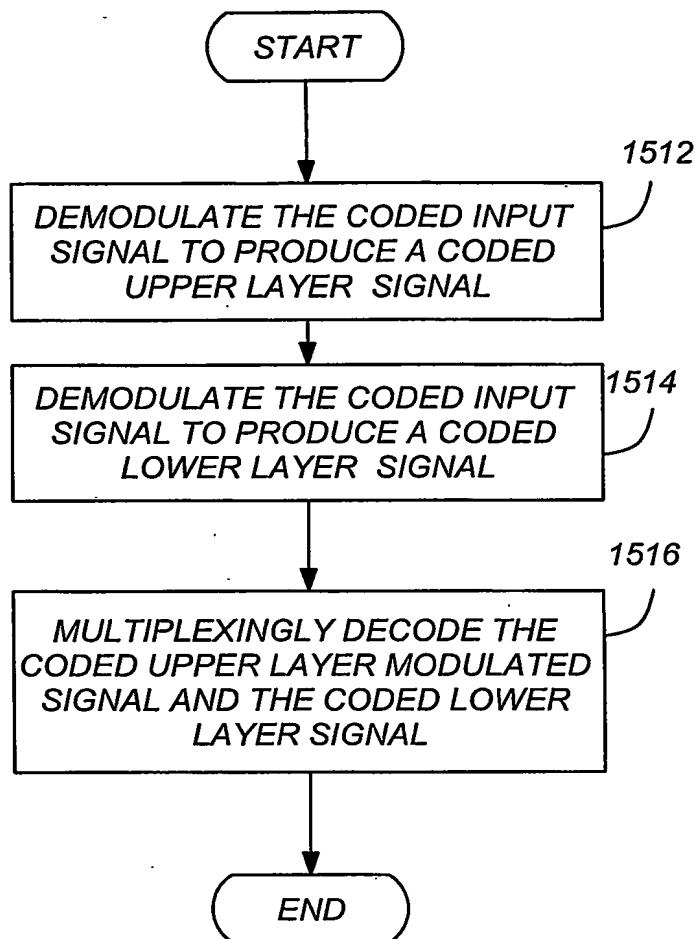 START
1512
DEMODULATE THE CODED INPUT
SIGNAL TO PRODUCE A CODED
UPPER LAYER SIGNAL
1514
DEMODULATE THE CODED INPUT
SIGNAL TO PRODUCE A CODED
LOWER LAYER SIGNAL
1516
MULTIPLEXINGLY DECODE THE
CODED UPPER LAYER MODULATED
SIGNAL AND THE CODED LOWER
LAYER SIGNAL
END